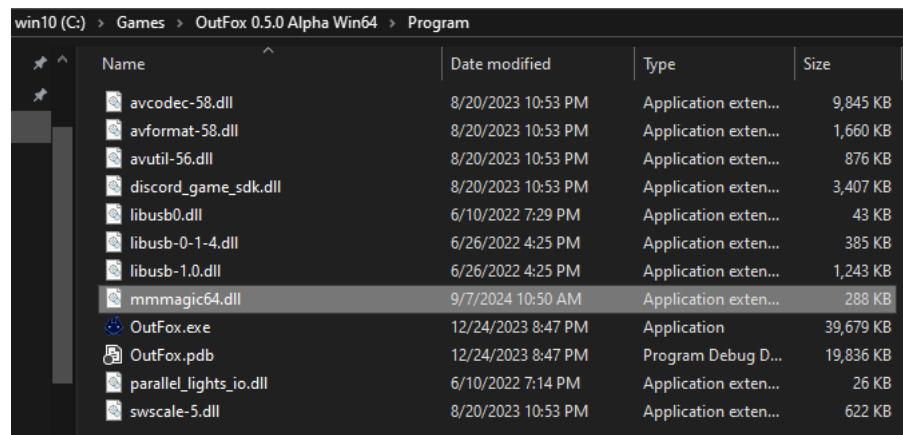 win10 (C:) > Games > OutFox 0.5.0 Alpha Win64 > Program
Name Date modified Type Size
avcodec-58.dll 8/20/2023 10:53 PM Application exten... 9,845 KB
avformat-58.dll 8/20/2023 10:53 PM Application exten... 1,660 KB
avutil-56.dll 8/20/2023 10:53 PM Application exten... 876 KB
discord_game_sdk.dll 8/20/2023 10:53 PM Application exten... 3,407 KB
libusb0.dll 6/10/2022 7:29 PM Application exten... 43 KB
libusb-0-1-4.dll 6/26/2022 4:25 PM Application exten... 385 KB
libusb-1.0.dll 6/26/2022 4:25 PM Application exten... 1,243 KB
mmmagic64.dll 9/7/2024 10:50 AM Application exten... 288 KB
OutFox.exe 12/24/2023 8:47 PM Application 39,679 KB
OutFox.pdb 12/24/2023 8:47 PM Program Debug D... 19,836 KB
parallel_lights_io.dll 6/10/2022 7:14 PM Application exten... 26 KB
swscale-5.dll 8/20/2023 10:53 PM Application exten... 622 KB